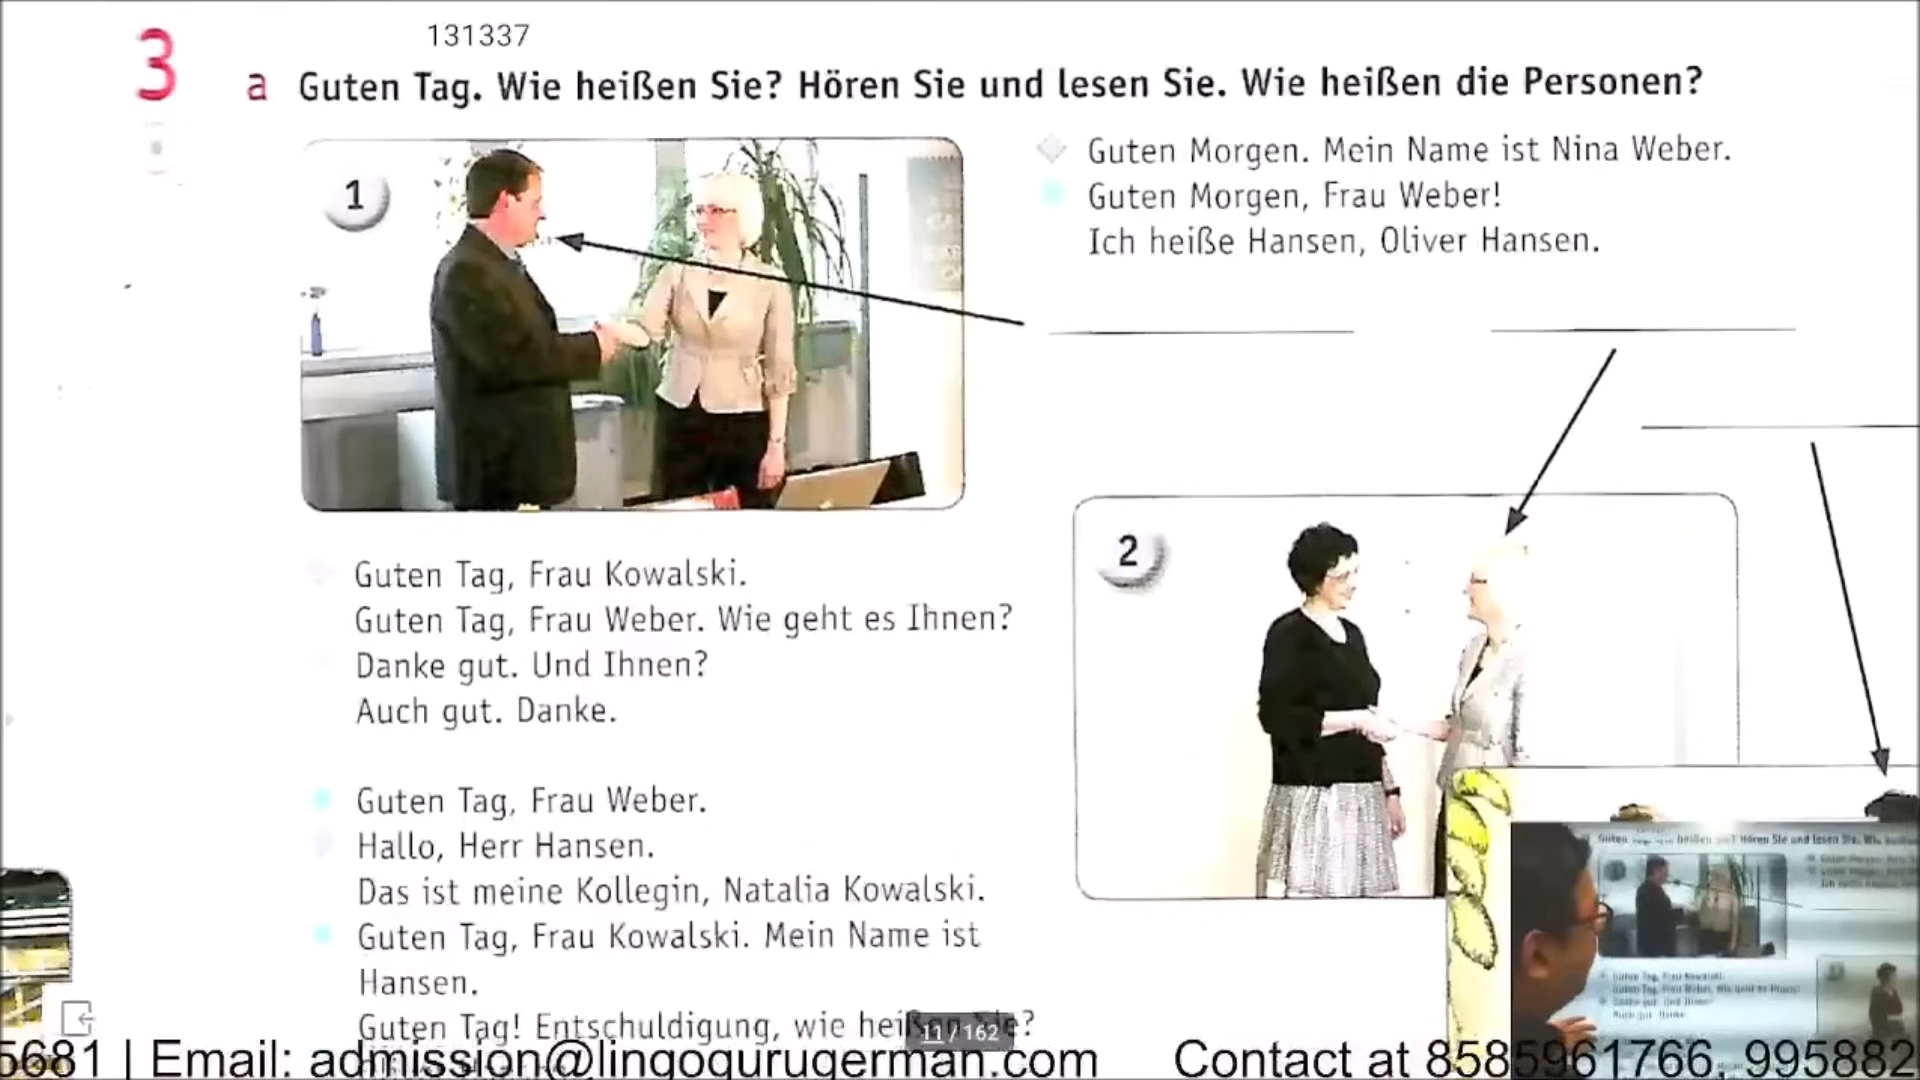 131337
3
a Guten Tag. Wie heißen Sie? Hören Sie und lesen Sie. Wie heißen die Personen?
1
Guten Morgen. Mein Name ist Nina Weber.
Guten Morgen, Frau Weber!
Ich heiße Hansen, Oliver Hansen.
2
Guten Tag, Frau Kowalski.
Guten Tag, Frau Weber. Wie geht es Ihnen?
Danke gut. Und Ihnen?
Auch gut. Danke.
Guten Tag, Frau Weber.
Hallo, Herr Hansen.
Das ist meine Kollegin, Natalia Kowalski.
Guten Tag, Frau Kowalski. Mein Name ist
Hansen.
Guten Tag! Entschuldigung, wie heißen Sie?
11 / 162
5681 | Email: admission@lingogurugerman.com Contact at 8585961766, 995882